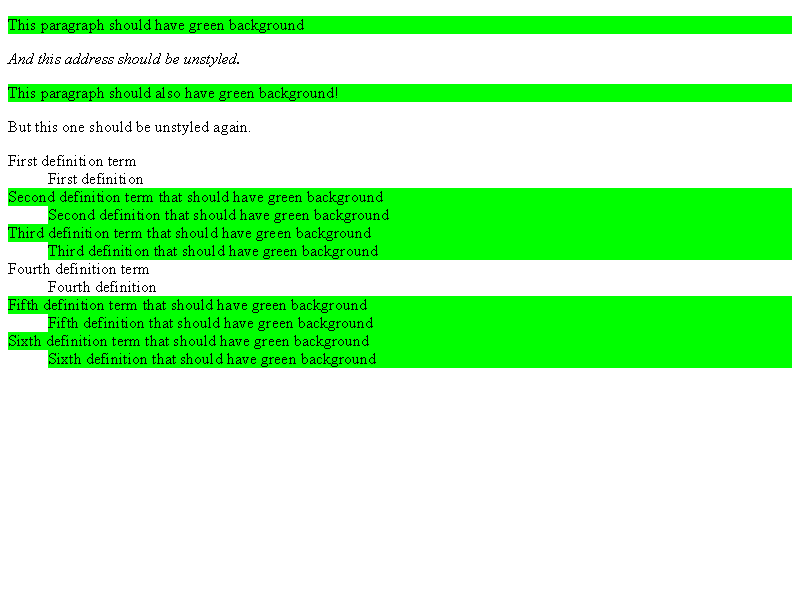 This paragraph should have green background
And this address should be unstyled.
This paragraph should also have green background!
But this one should be unstyled again.
First definition term
First definition
Second definition term that should have green background
Second definition that should have green background
Third definition term that should have green background
Third definition that should have green background
Fourth definition term
Fourth definition
Fifth definition term that should have green background
Fifth definition that should have green background
Sixth definition term that should have green background
Sixth definition that should have green background